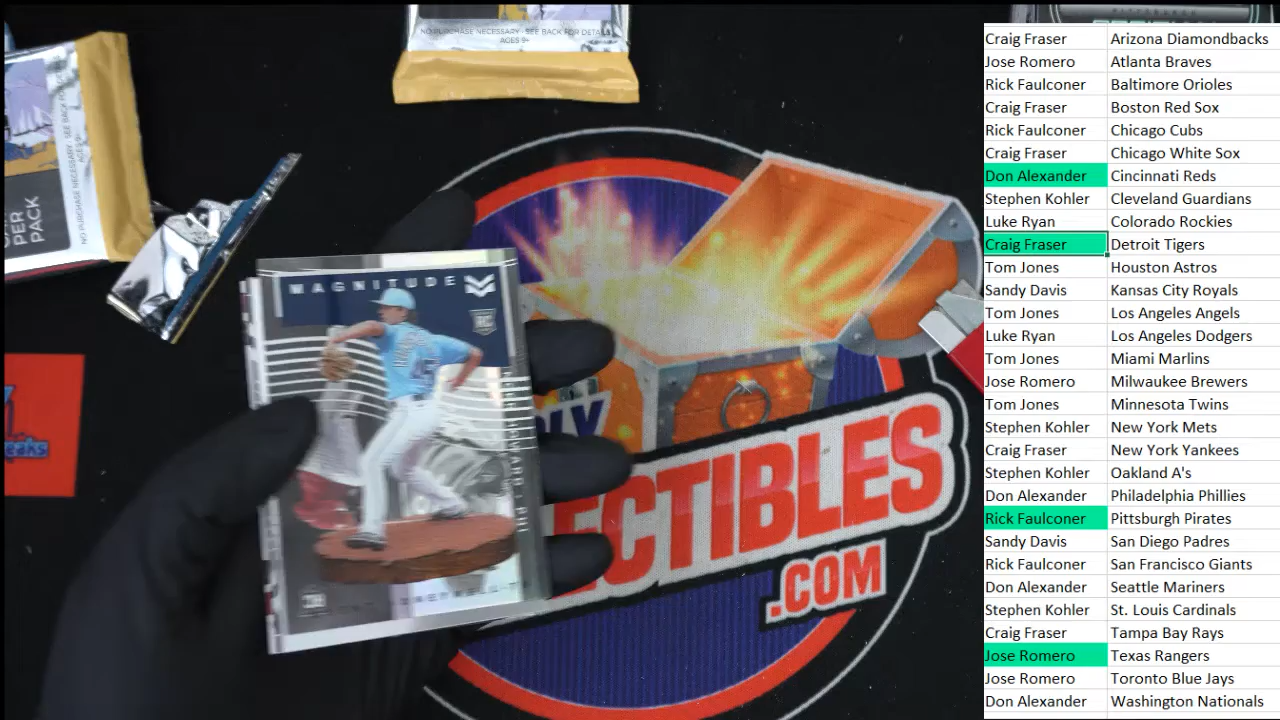 NO PURCHASE NECESSARY - SEE BACK FOR DETAILS
AGES 9+
PER
PACK
MAGNITUDE
RC
ECTIBLES
.COM
Craig Fraser Arizona Diamondbacks
Jose Romero Atlanta Braves
Rick Faulconer Baltimore Orioles
Craig Fraser Boston Red Sox
Rick Faulconer Chicago Cubs
Craig Fraser Chicago White Sox
Don Alexander Cincinnati Reds
Stephen Kohler Cleveland Guardians
Luke Ryan Colorado Rockies
Craig Fraser Detroit Tigers
Tom Jones Houston Astros
Sandy Davis Kansas City Royals
Tom Jones Los Angeles Angels
Luke Ryan Los Angeles Dodgers
Tom Jones Miami Marlins
Jose Romero Milwaukee Brewers
Tom Jones Minnesota Twins
Stephen Kohler New York Mets
Craig Fraser New York Yankees
Stephen Kohler Oakland A's
Don Alexander Philadelphia Phillies
Rick Faulconer Pittsburgh Pirates
Sandy Davis San Diego Padres
Rick Faulconer San Francisco Giants
Don Alexander Seattle Mariners
Stephen Kohler St. Louis Cardinals
Craig Fraser Tampa Bay Rays
Jose Romero Texas Rangers
Jose Romero Toronto Blue Jays
Don Alexander Washington Nationals